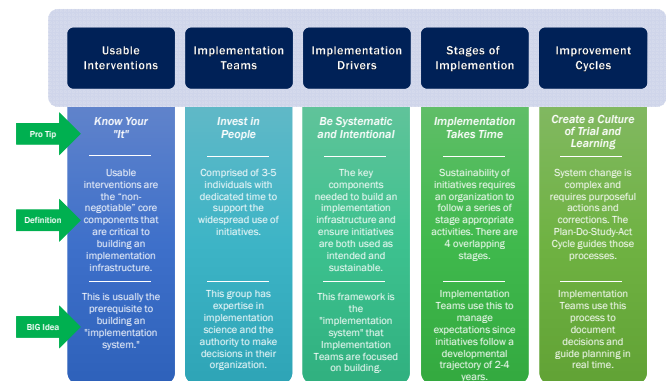 Usable
Interventions
Implementation
Teams
Implementation
Drivers
Stages of
Implemention
Improvement
Cycles
Pro Tip
Know Your
"It"
Invest in
People
Be Systematic
and Intentional
Implementation
Takes Time
Create a Culture
of Trial and
Learning
Definition
Usable
interventions are
the “non-
negotiable” core
components that
are critical to
building an
implementation
infrastructure.
Comprised of 3-5
individuals with
dedicated time to
support the
widespread use of
initiatives.
The key
components
needed to build an
implementation
infrastructure and
ensure initiatives
are both used as
intended and
sustainable.
Sustainability of
initiatives requires
an organization to
follow a series of
stage appropriate
activities. There are
4 overlapping
stages.
System change is
complex and
requires purposeful
actions and
corrections. The
Plan-Do-Study-Act
Cycle guides those
processes.
BIG Idea
This is usually the
prerequisite to
building an
"implementation
system."
This group has
expertise in
implementation
science and the
authority to make
decisions in their
organization.
This framework is
the
"implementation
system" that
Implementation
Teams are focused
on building.
Implementation
Teams use this to
manage
expectations since
initiatives follow a
developmental
trajectory of 2-4
years.
Implementation
Teams use this
process to
document
decisions and
guide planning in
real time.